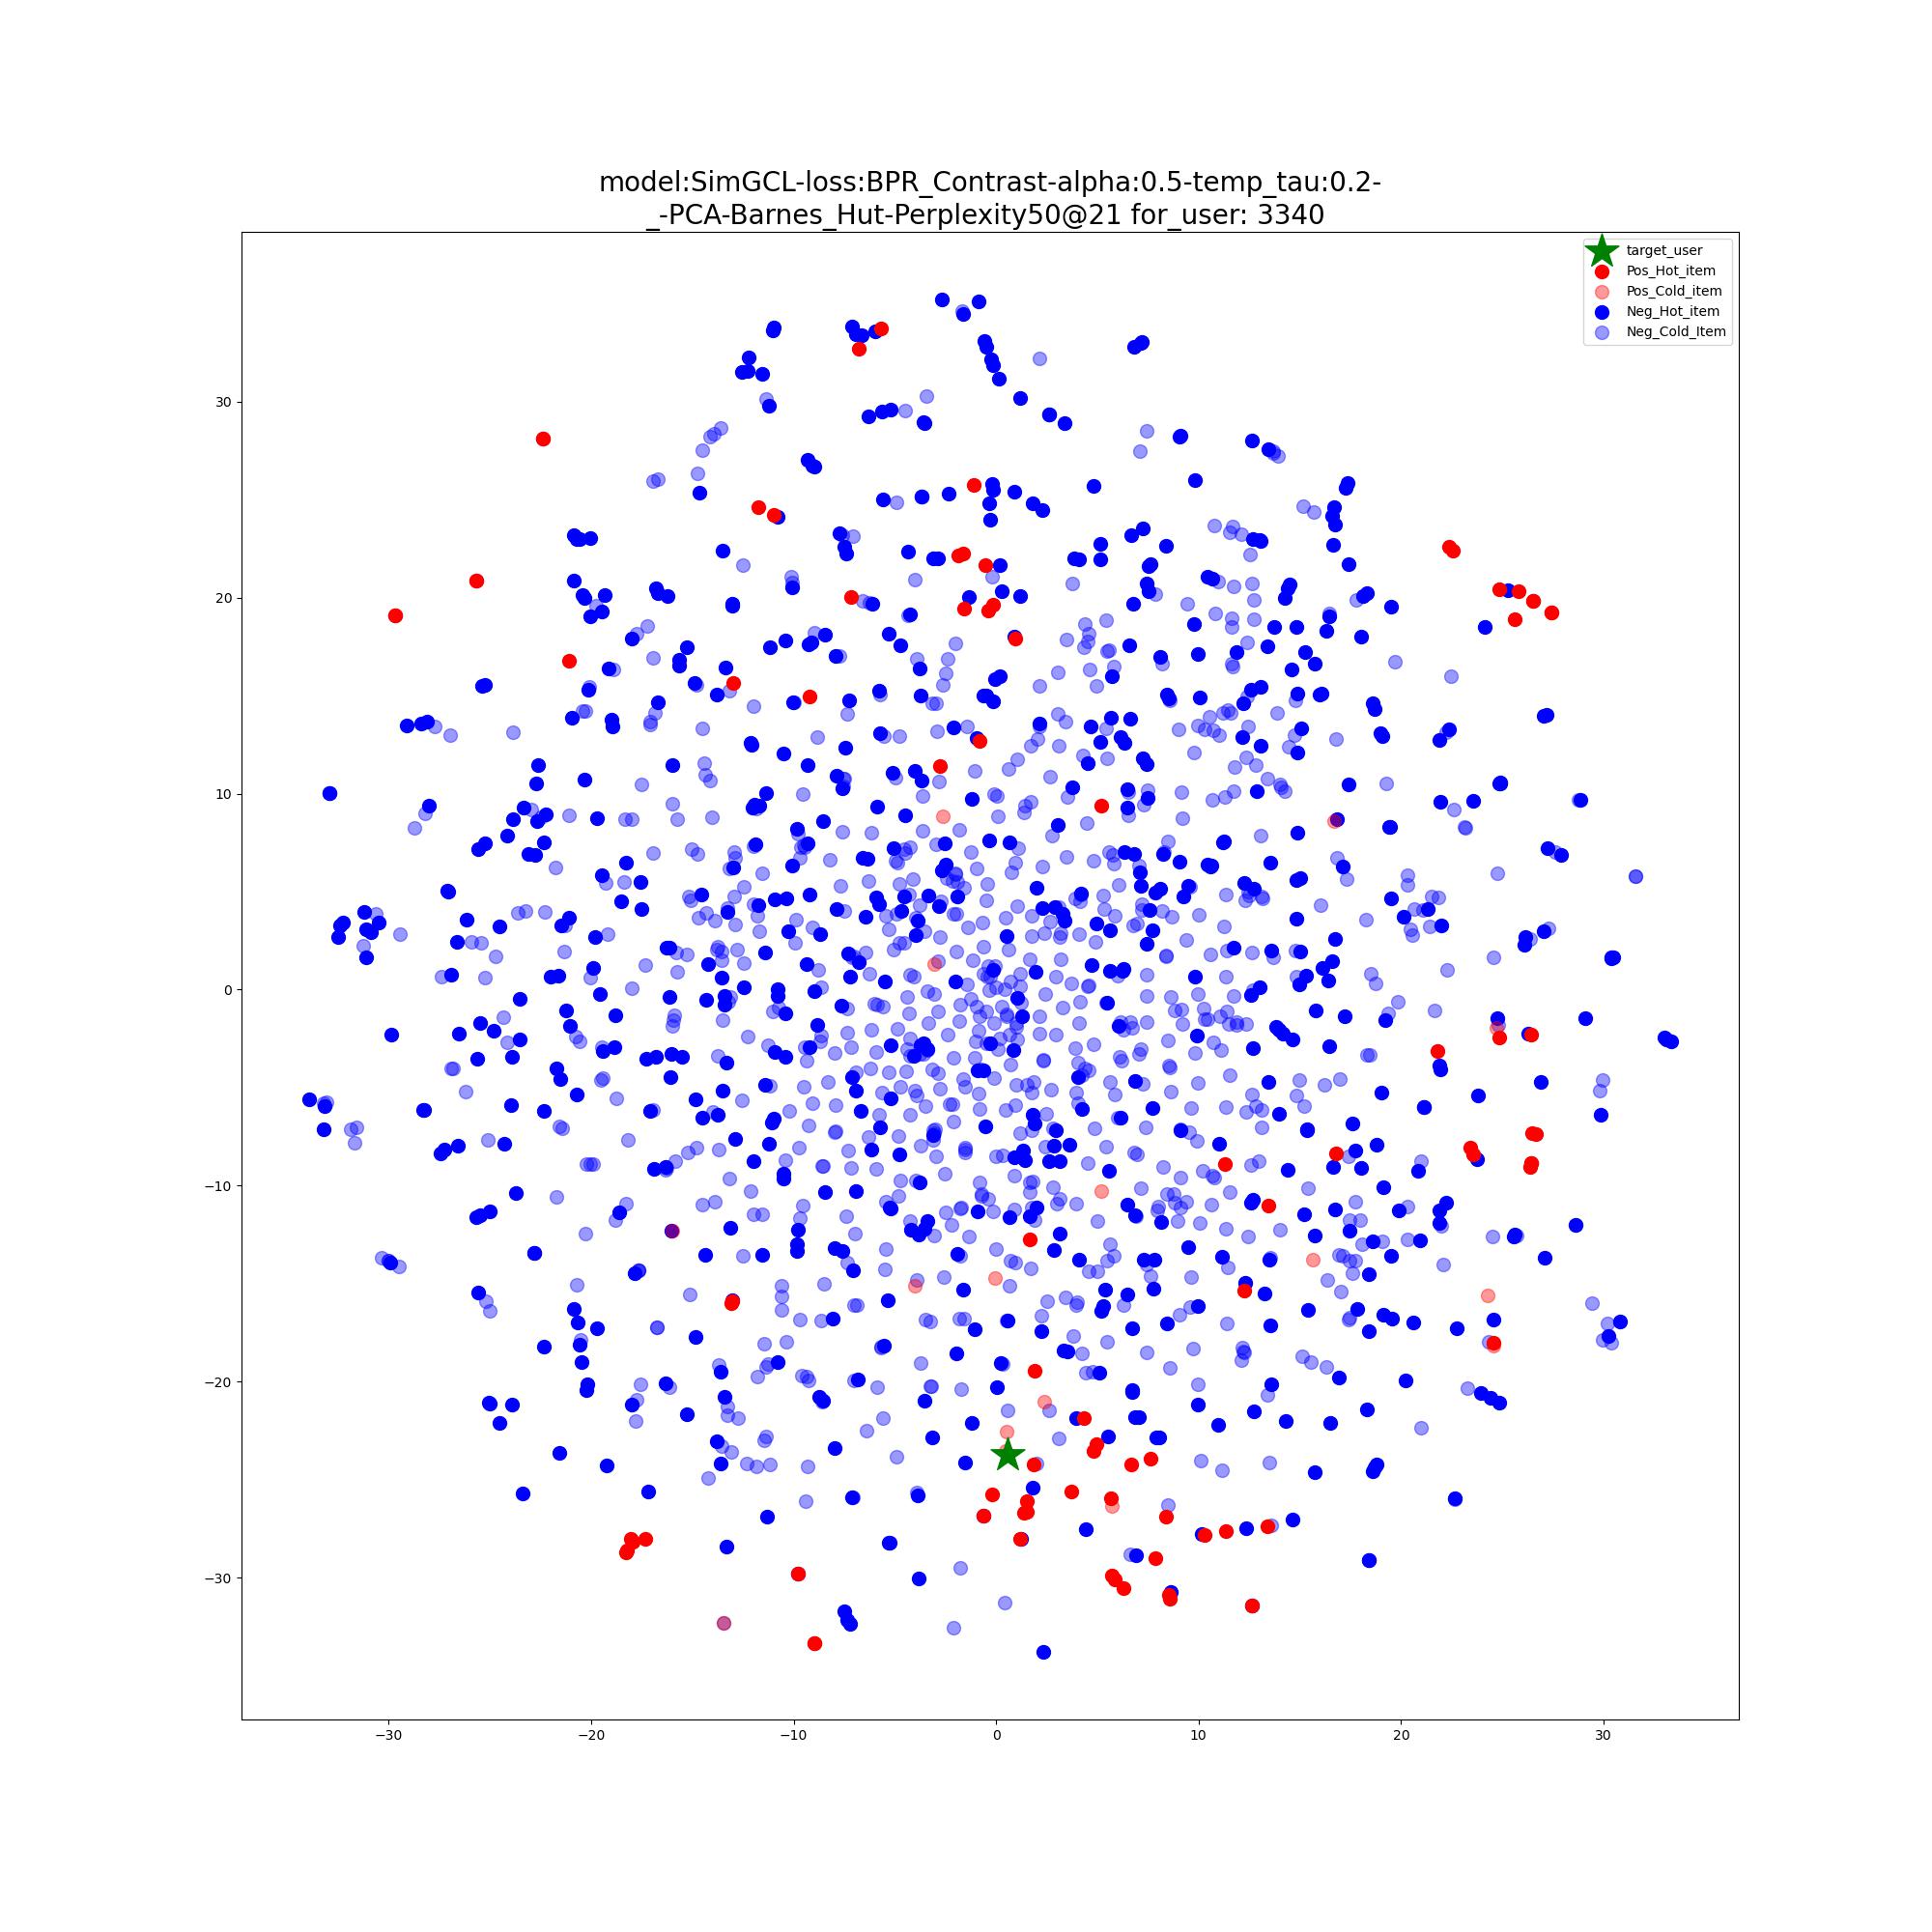 model:SimGCL-loss:BPR_Contrast-alpha:0.5-temp_tau:0.2-
_-PCA-Barnes_Hut-Perplexity50@21 for_user: 3340
target_user
Pos_Hot_item
Pos_Cold_item
Neg_Hot_item
Neg_Cold_Item
30
20
10
0
−10
−20
−30
−30 −20 −10 0 10 20 30